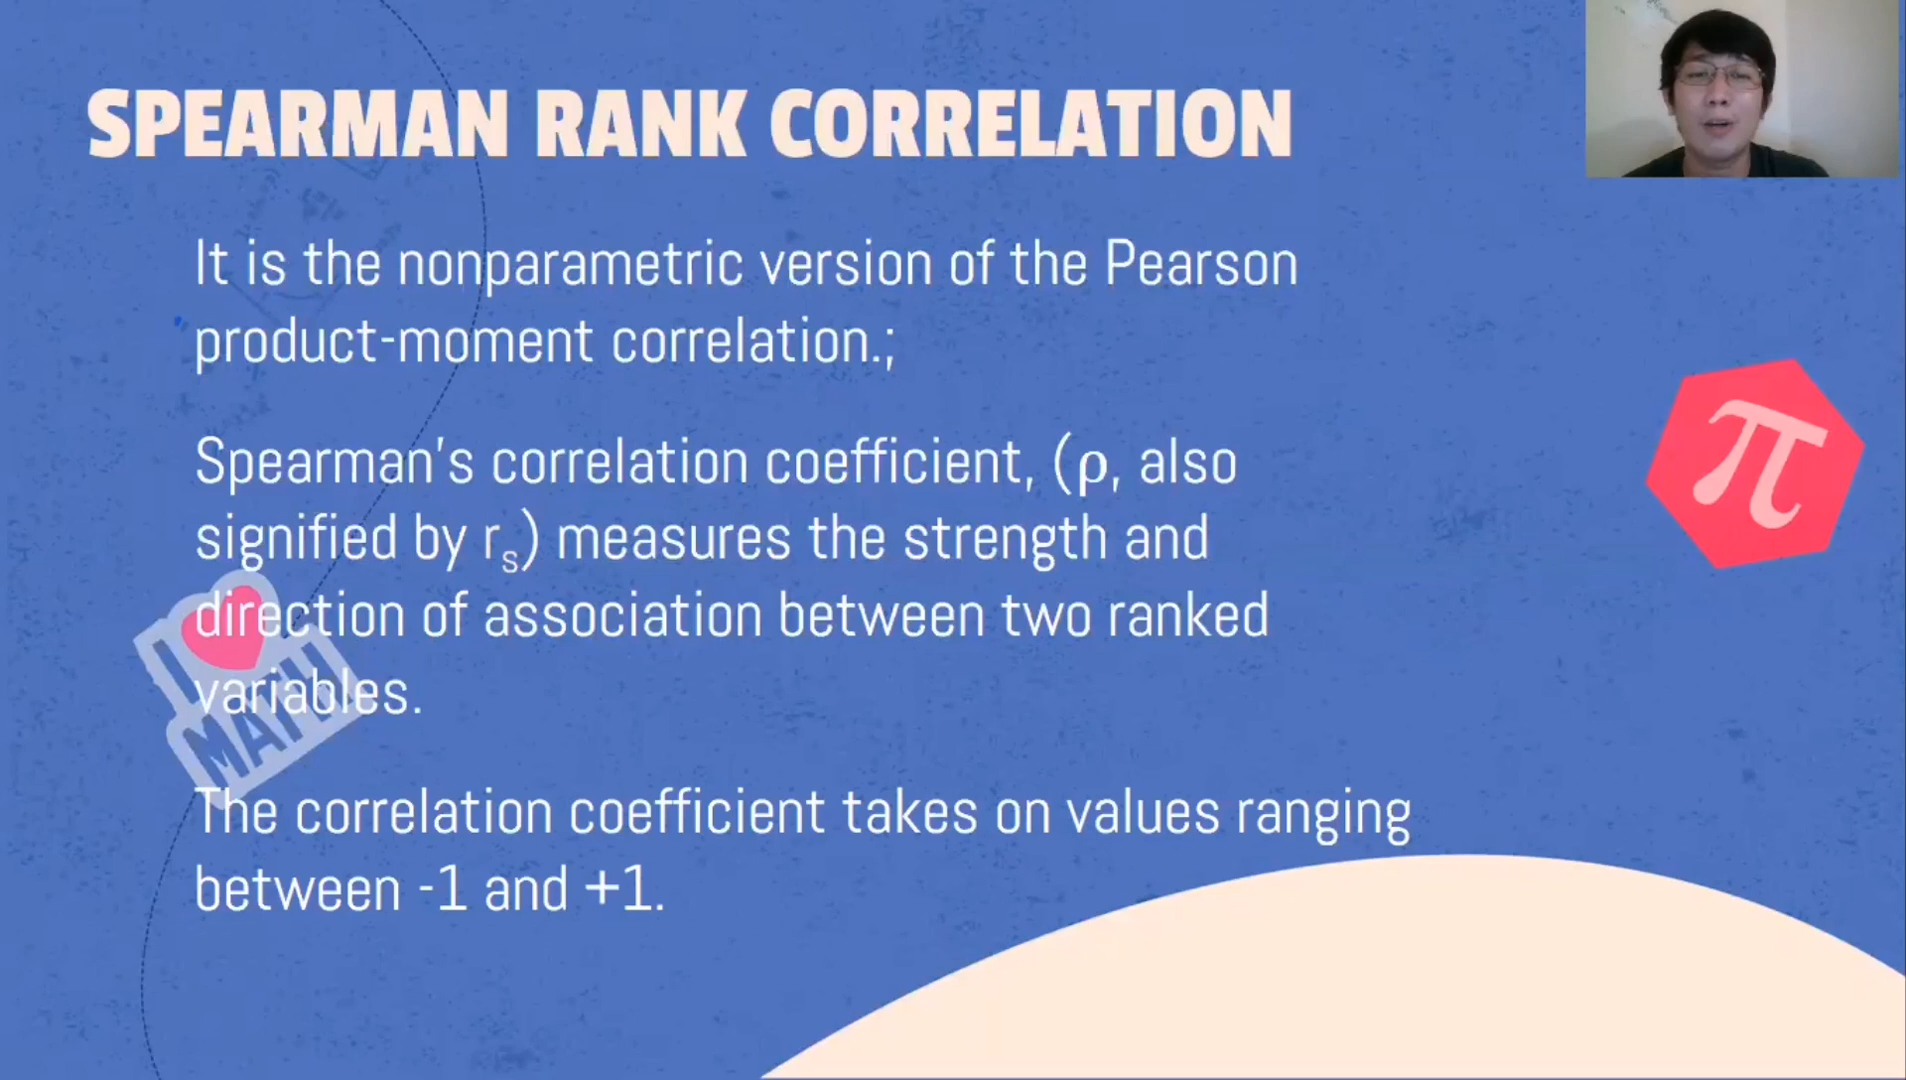 SPEARMAN RANK CORRELATION
It is the nonparametric version of the Pearson
product-moment correlation.;
Spearman's correlation coefficient, (ρ, also
signified by rₛ) measures the strength and
direction of association between two ranked
variables.
The correlation coefficient takes on values ranging
between -1 and +1.
I
MATH
π